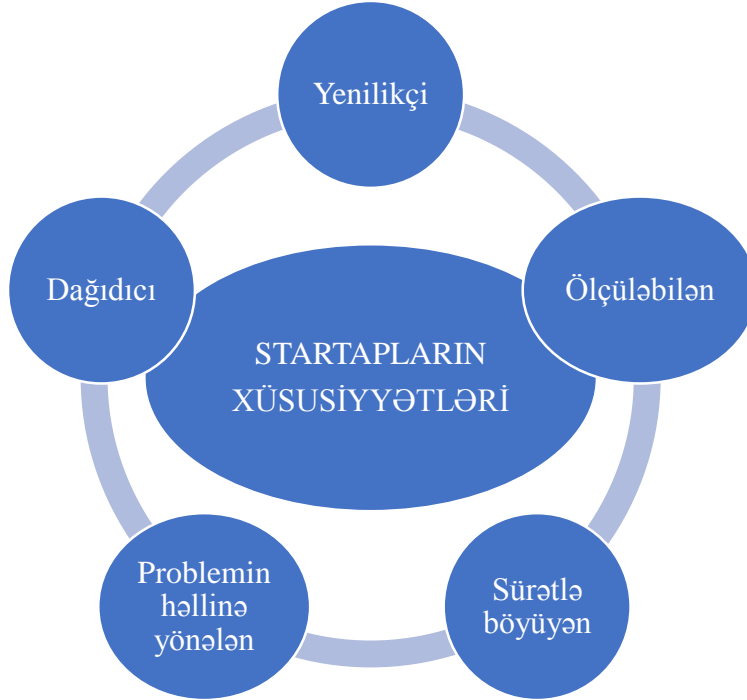 Yenilikçi
Dağıdıcı
Ölçüləbilən
STARTAPLARIN
XÜSUSİYYƏTLƏRİ
Problemin
həllinə
yönələn
Sürətlə
böyüyən